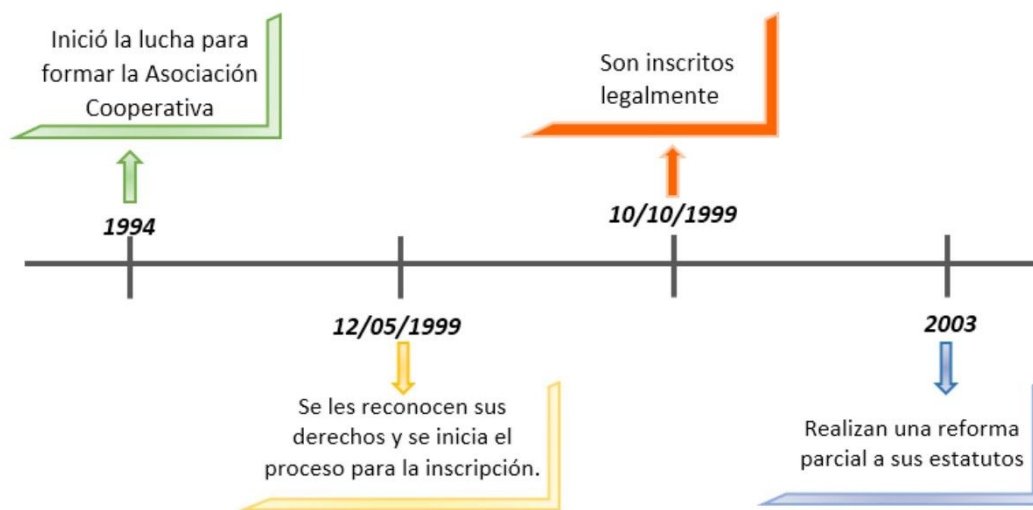 Inició la lucha para
formar la Asociación
Cooperativa
1994
12/05/1999
Se les reconocen sus
derechos y se inicia el
proceso para la inscripción.
Son inscritos
legalmente
10/10/1999
2003
Realizan una reforma
parcial a sus estatutos